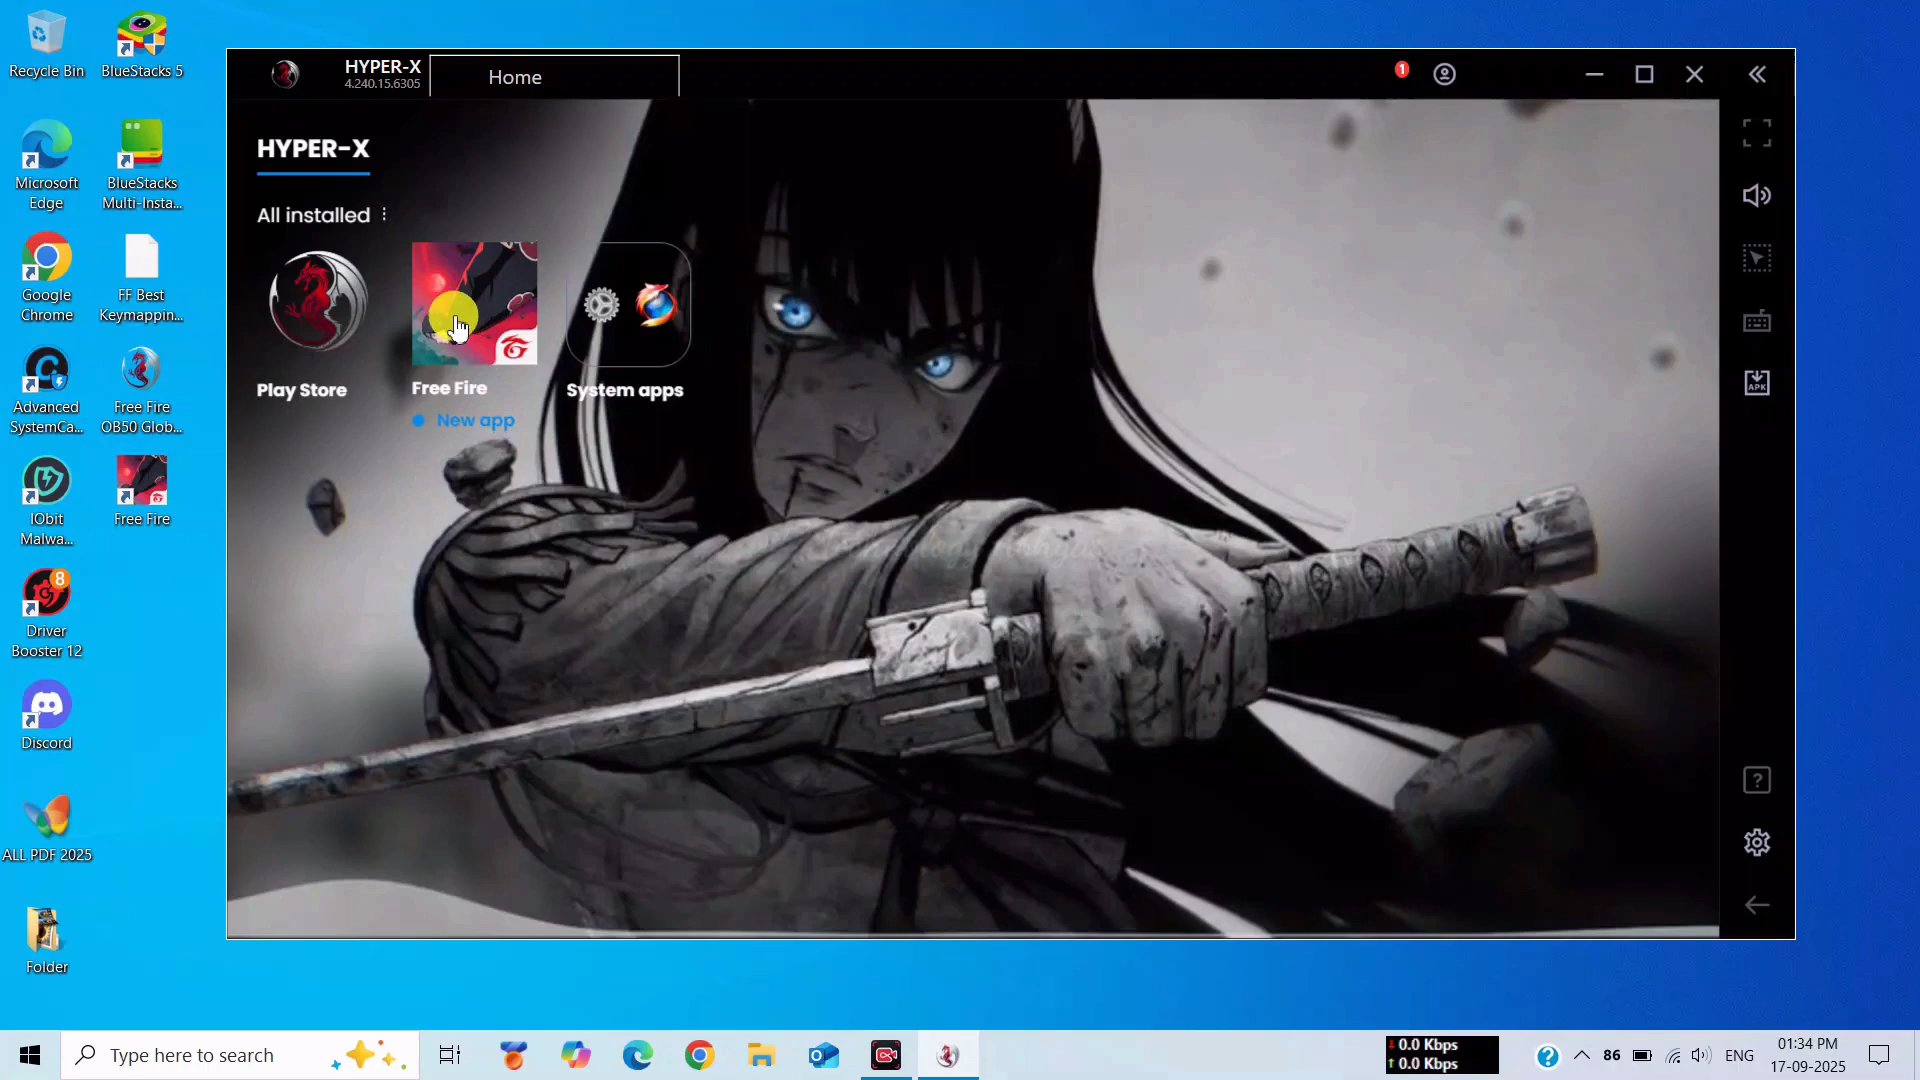 Recycle Bin
BlueStacks 5
Microsoft
Edge
BlueStacks
Multi-Insta...
Google
Chrome
FF Best
Keymappin...
Advanced
SystemCa...
Free Fire
OB50 Glob...
IObit
Malwa...
Free Fire
8
Driver
Booster 12
Discord
ALL PDF 2025
Folder
HYPER-X
4.240.15.6305
Home
1
HYPER-X
All installed
Play Store
Free Fire
New app
System apps
APK
?
Type here to search
0.0 Kbps
0.0 Kbps
?
86
ENG
01:34 PM
17-09-2025